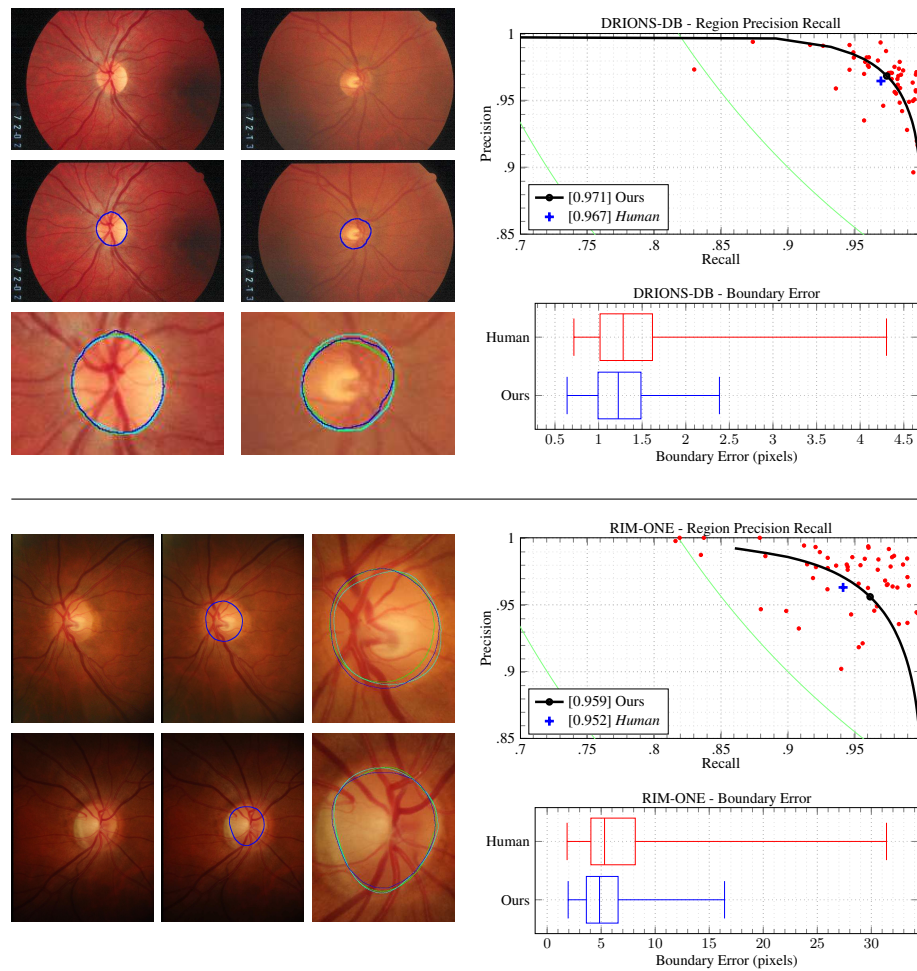 DRIONS-DB - Region Precision Recall
1
.95
.9
.85
Precision
[0.971] Ours
[0.967] Human
.7 .8 .9 .95
Recall
DRIONS-DB - Boundary Error
Human
Ours
0.5 1 1.5 2 2.5 3 3.5 4 4.5
Boundary Error (pixels)
RIM-ONE - Region Precision Recall
1
.95
.9
.85
Precision
[0.959] Ours
[0.952] Human
.7 .8 .9 .95
Recall
RIM-ONE - Boundary Error
Human
Ours
0 5 10 15 20 25 30
Boundary Error (pixels)